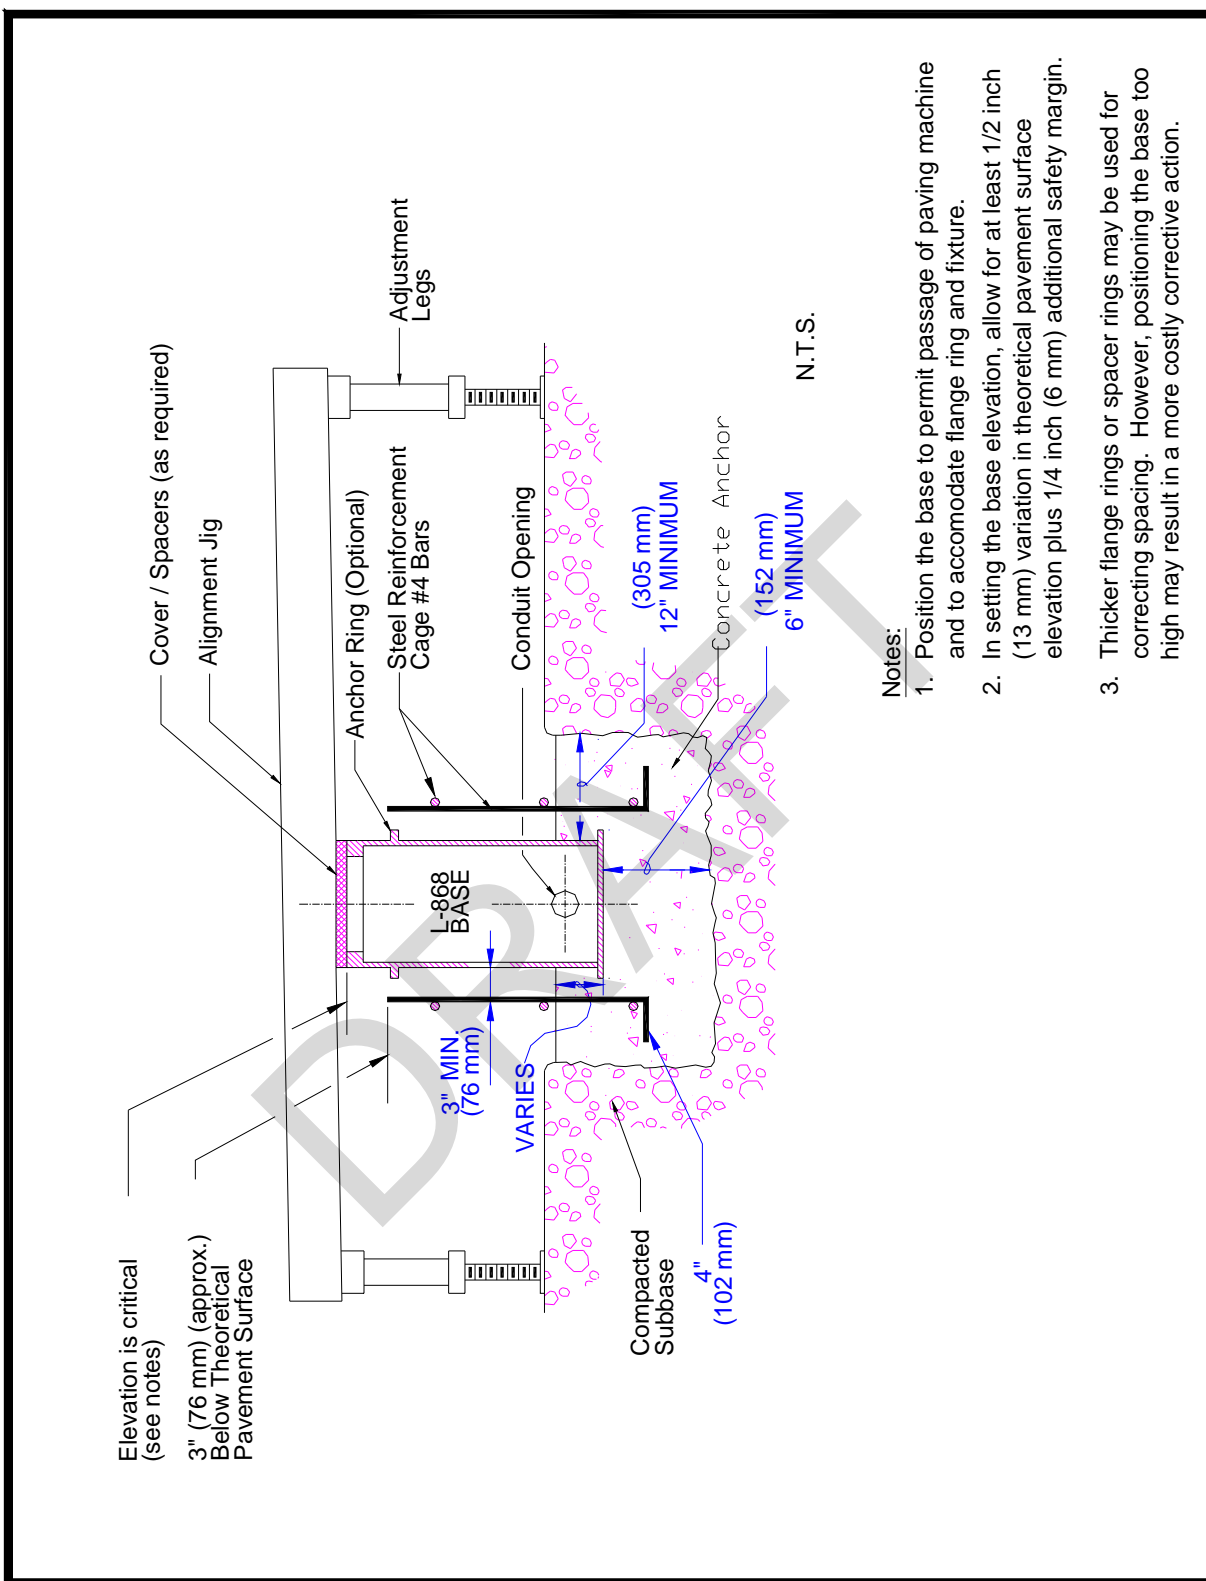 Elevation is critical
(see notes)
3" (76 mm) (approx.)
Below Theoretical
Pavement Surface
Cover / Spacers (as required)
Alignment Jig
Adjustment
Legs
Anchor Ring (Optional)
Steel Reinforcement
Cage #4 Bars
Conduit Opening
L-868
BASE
3" MIN.
(76 mm)
VARIES
(305 mm)
12" MINIMUM
Concrete Anchor
(152 mm)
6" MINIMUM
Compacted
Subbase
4"
(102 mm)
N.T.S.
DRAFT
Notes:
1. Position the base to permit passage of paving machine
and to accomodate flange ring and fixture.
2. In setting the base elevation, allow for at least 1/2 inch
(13 mm) variation in theoretical pavement surface
elevation plus 1/4 inch (6 mm) additional safety margin.
3. Thicker flange rings or spacer rings may be used for
correcting spacing. However, positioning the base too
high may result in a more costly corrective action.